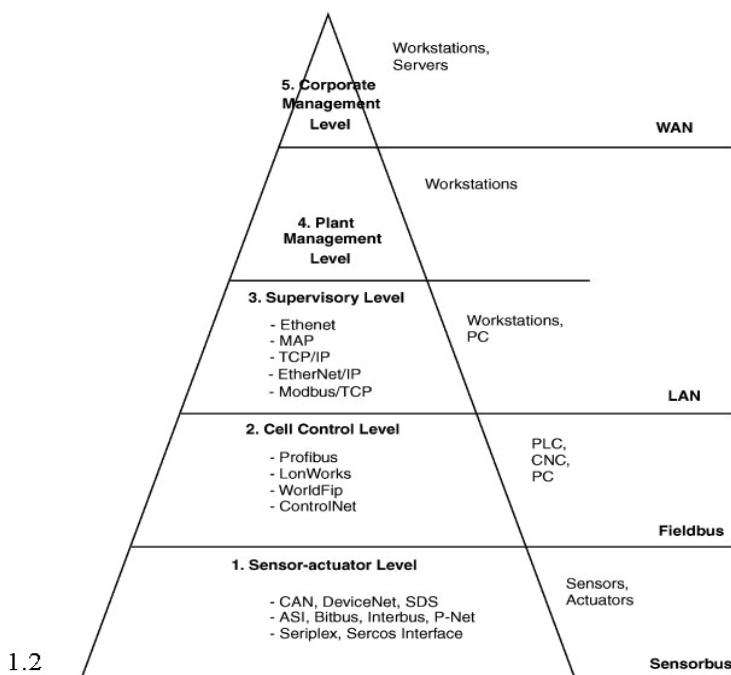 Workstations,
Servers
5. Corporate
Management
Level
WAN
Workstations
4. Plant
Management
Level
3. Supervisory Level
- Ethenet
- MAP
- TCP/IP
- EtherNet/IP
- Modbus/TCP
Workstations,
PC
LAN
2. Cell Control Level
- Profibus
- LonWorks
- WorldFip
- ControlNet
PLC,
CNC,
PC
Fieldbus
1. Sensor-actuator Level
- CAN, DeviceNet, SDS
- ASI, Bitbus, Interbus, P-Net
- Seriplex, Sercos Interface
Sensors,
Actuators
Sensorbus
1.2